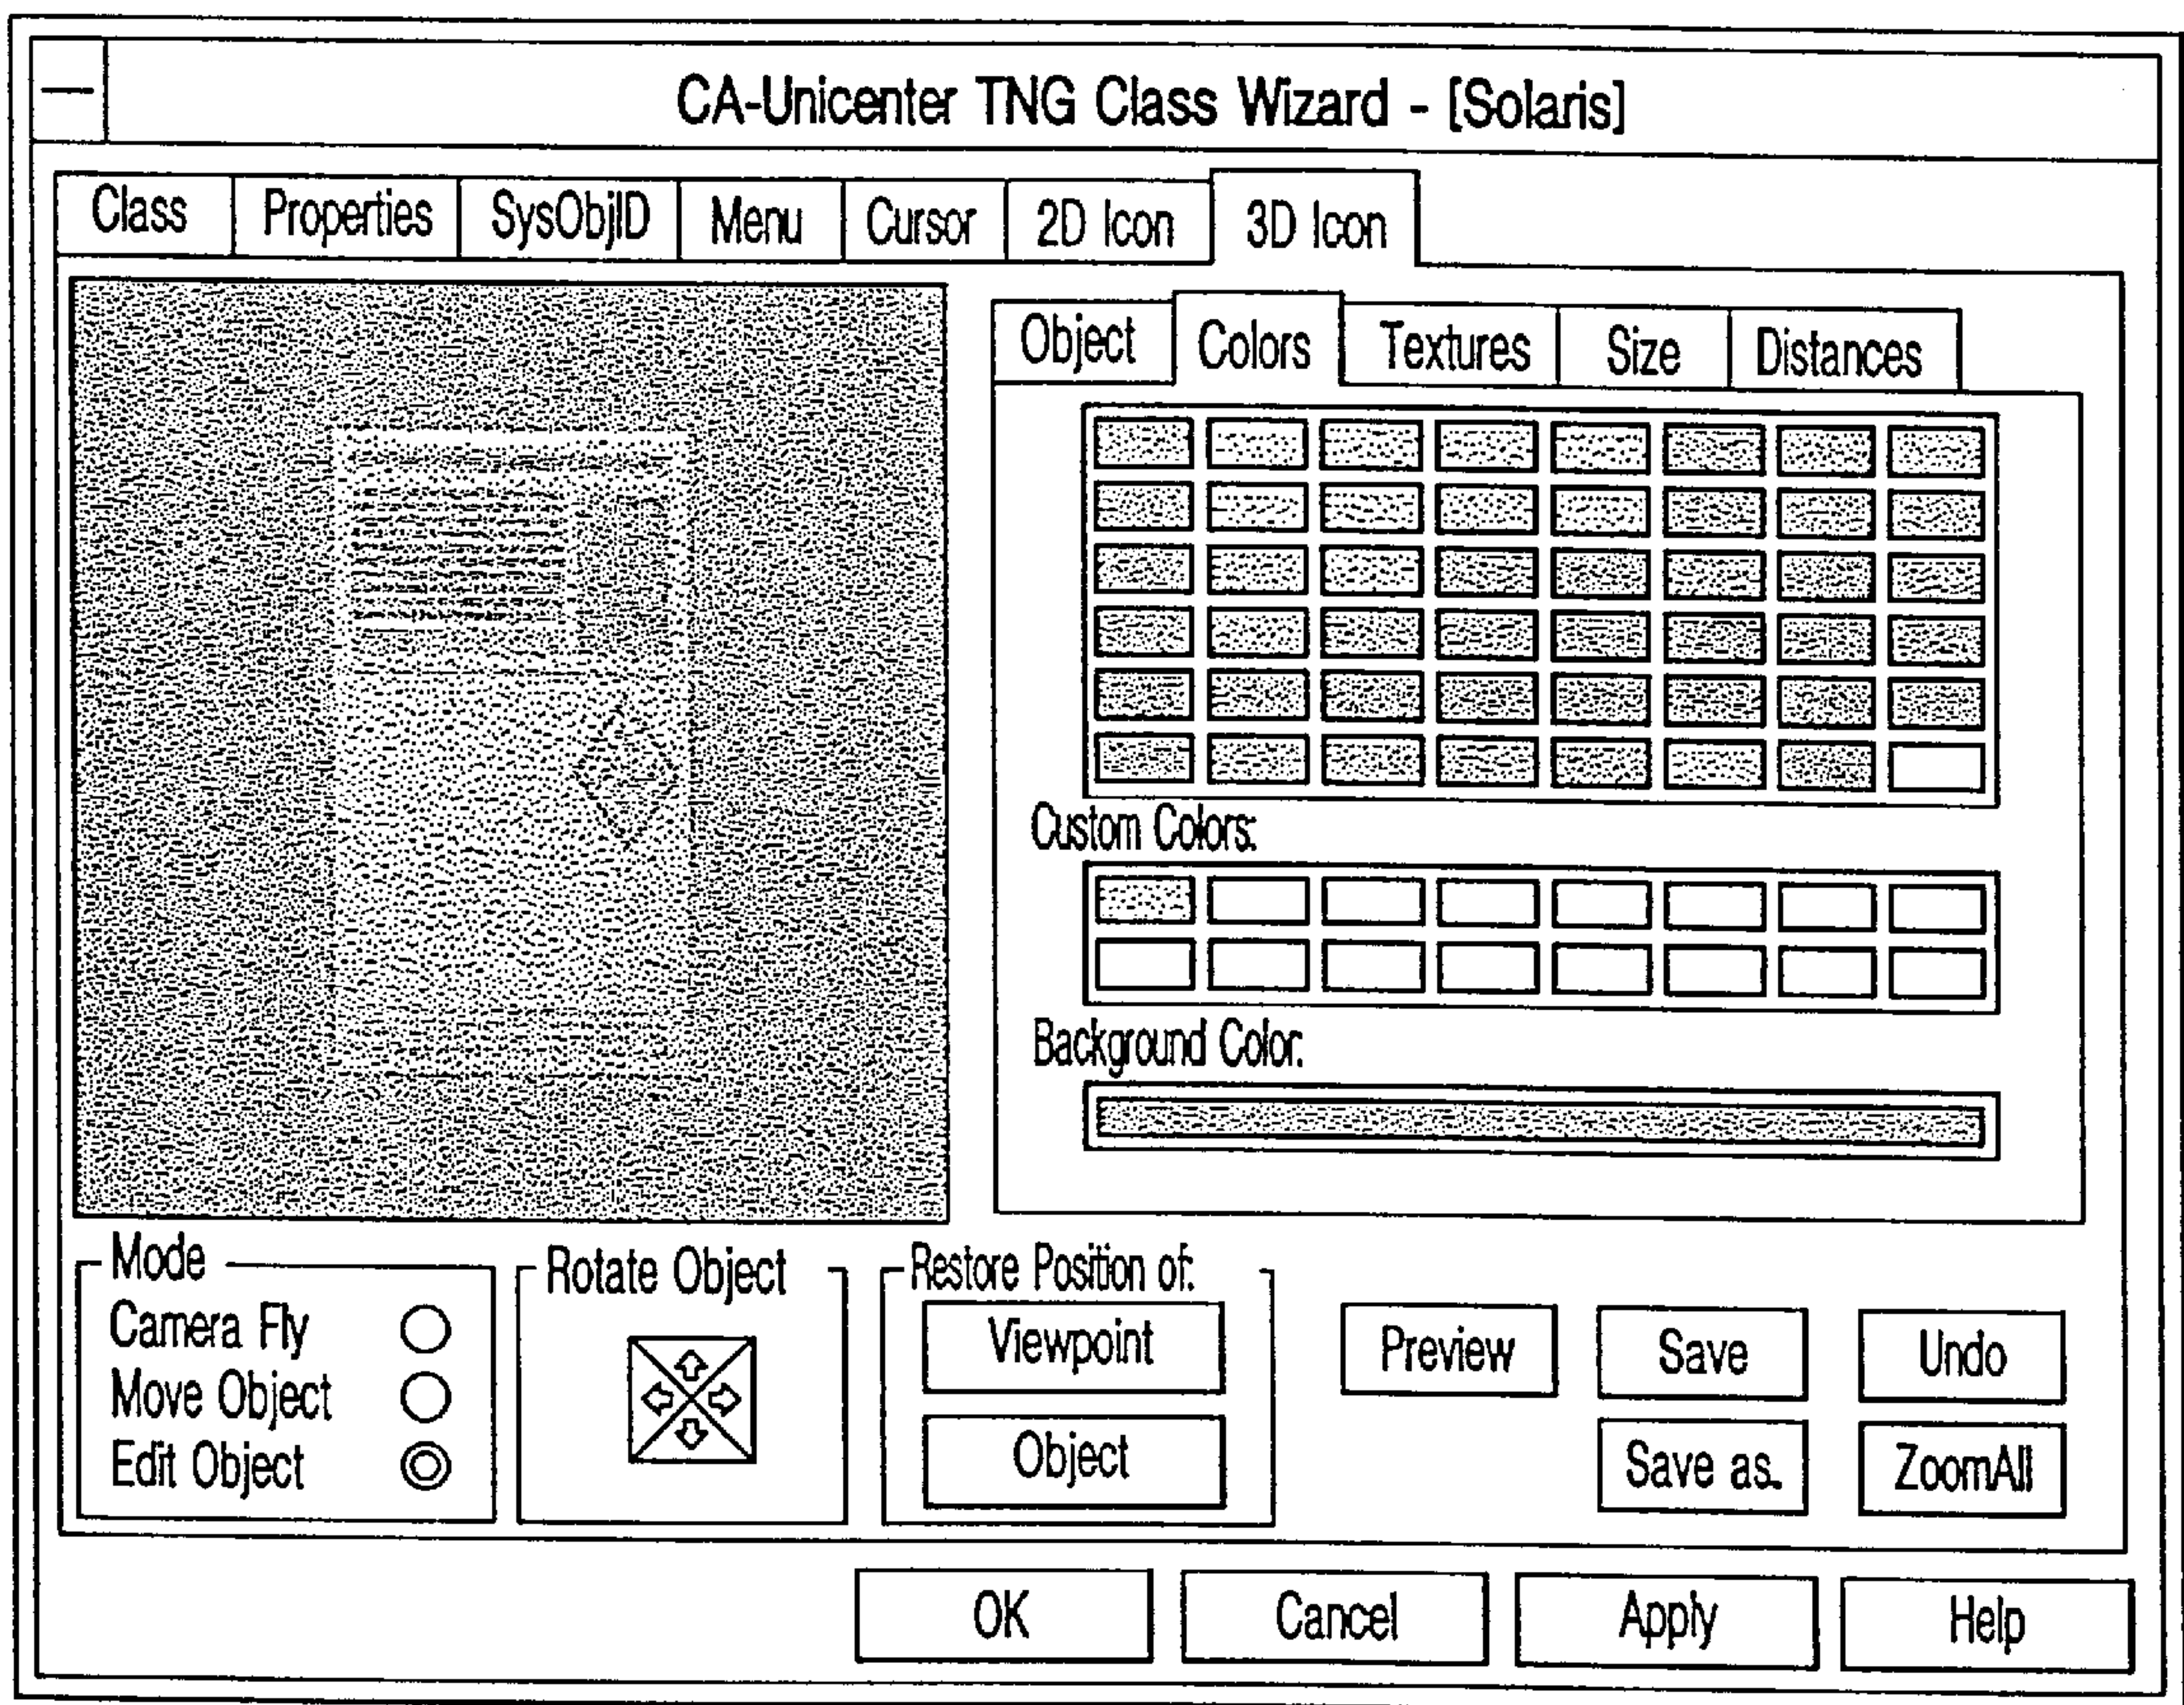 CA-Unicenter TNG Class Wizard - [Solaris]
Class Properties SysObjID Menu Cursor 2D Icon 3D Icon
Object Colors Textures Size Distances
Custom Colors:
Background Color:
Mode
Camera Fly
Move Object
Edit Object
Rotate Object
Restore Position of:
Viewpoint
Object
Preview Save Undo
Save as.. ZoomAll
OK Cancel Apply Help